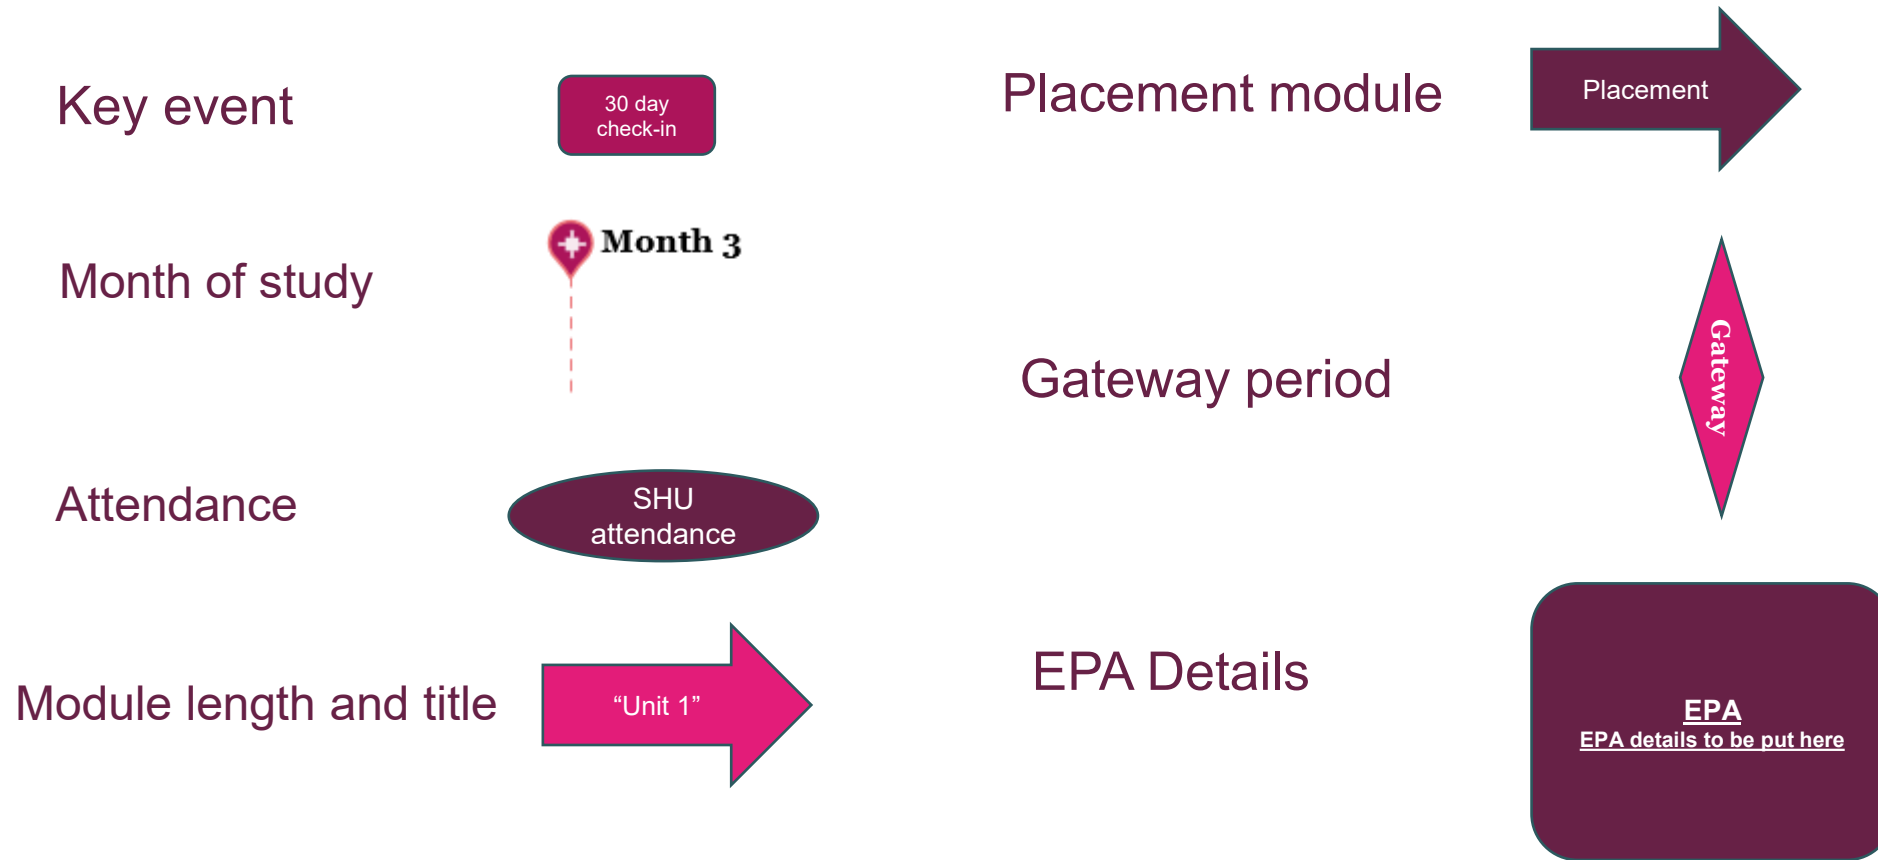 Key event
30 day
check-in
Month of study
Month 3
Attendance
SHU
attendance
Module length and title
“Unit 1”
Placement module
Placement
Gateway period
Gateway
EPA Details
EPA
EPA details to be put here